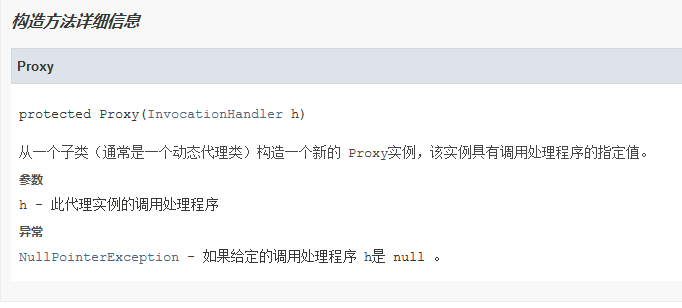 构造方法详细信息
Proxy
protected Proxy(InvocationHandler h)
从一个子类（通常是一个动态代理类）构造一个新的 Proxy实例，该实例具有调用处理程序的指定值。
参数
h - 此代理实例的调用处理程序
异常
NullPointerException - 如果给定的调用处理程序 h是 null 。